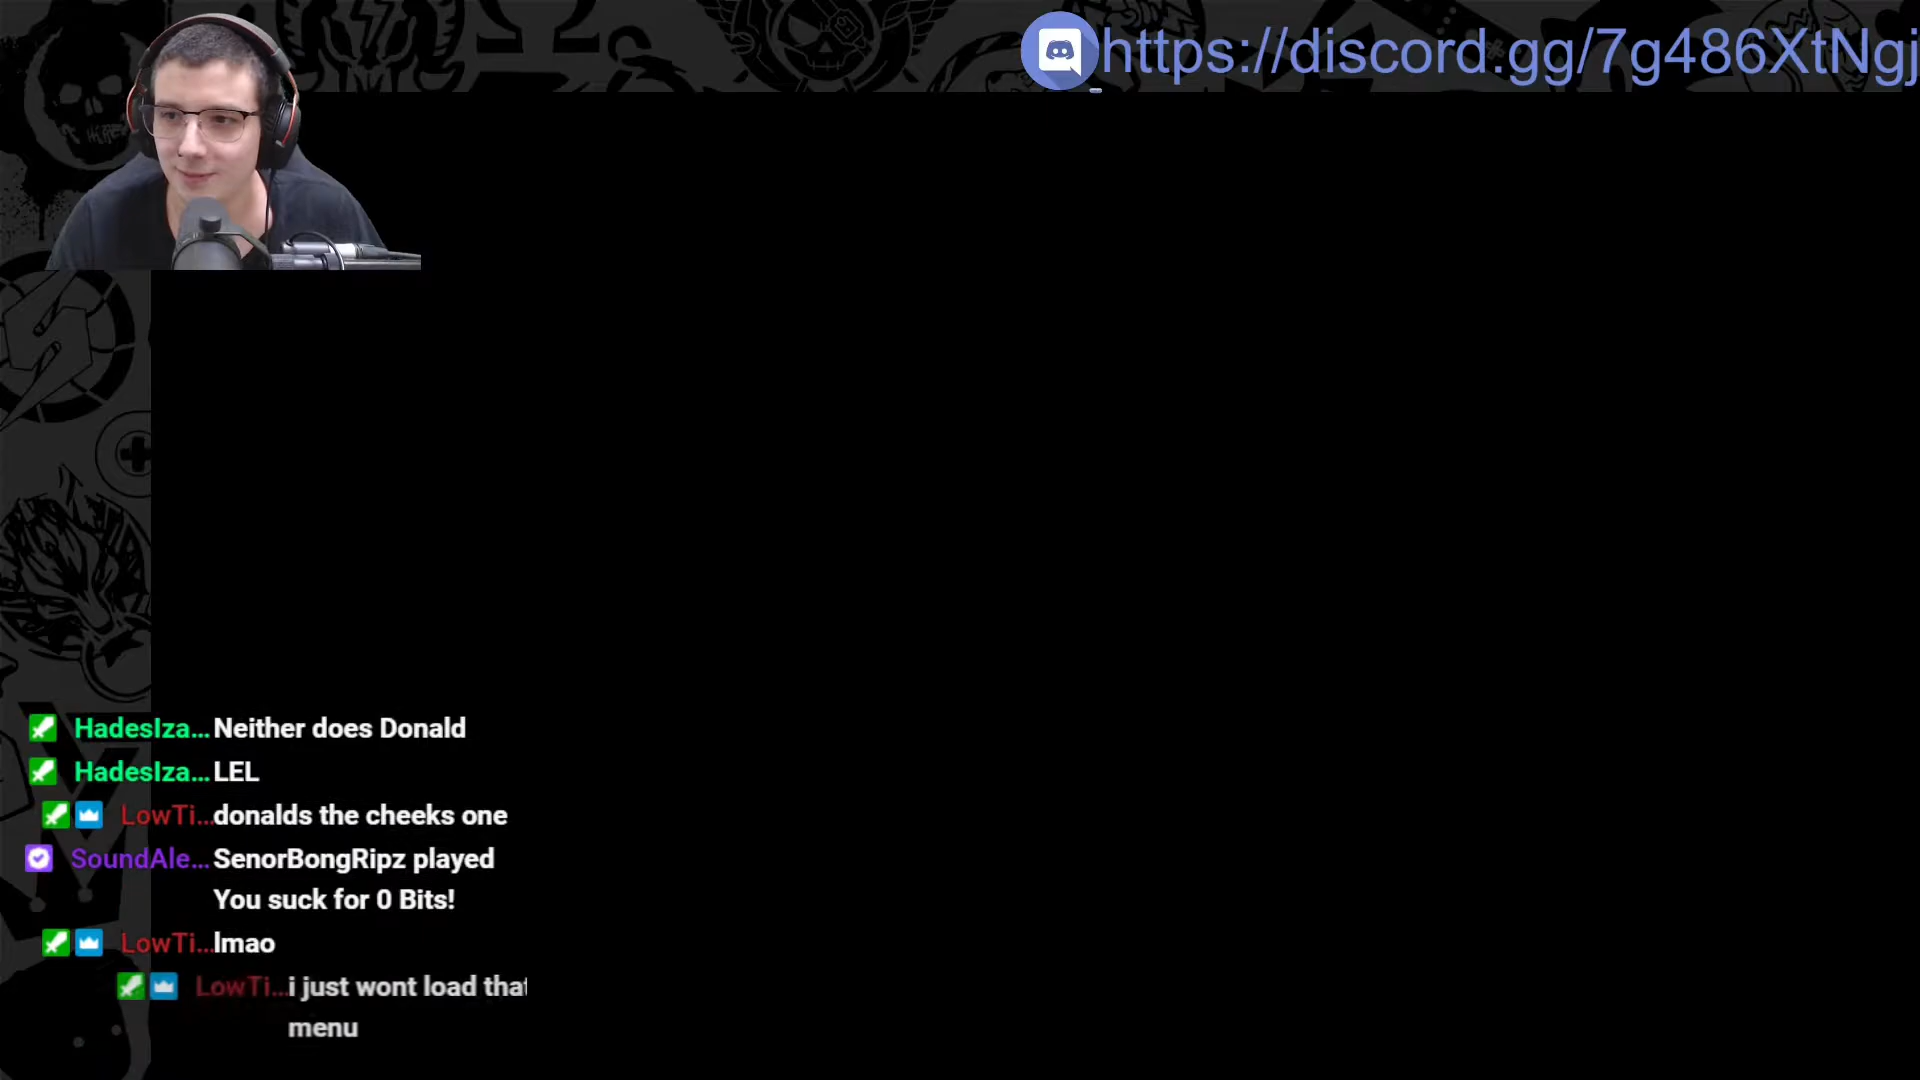 https://discord.gg/7g486XtNgj
HadesIza... Neither does Donald
HadesIza... LEL
LowTi... donalds the cheeks one
SoundAle... SenorBongRipz played
You suck for 0 Bits!
LowTi... lmao
LowTi... i just wont load that
menu